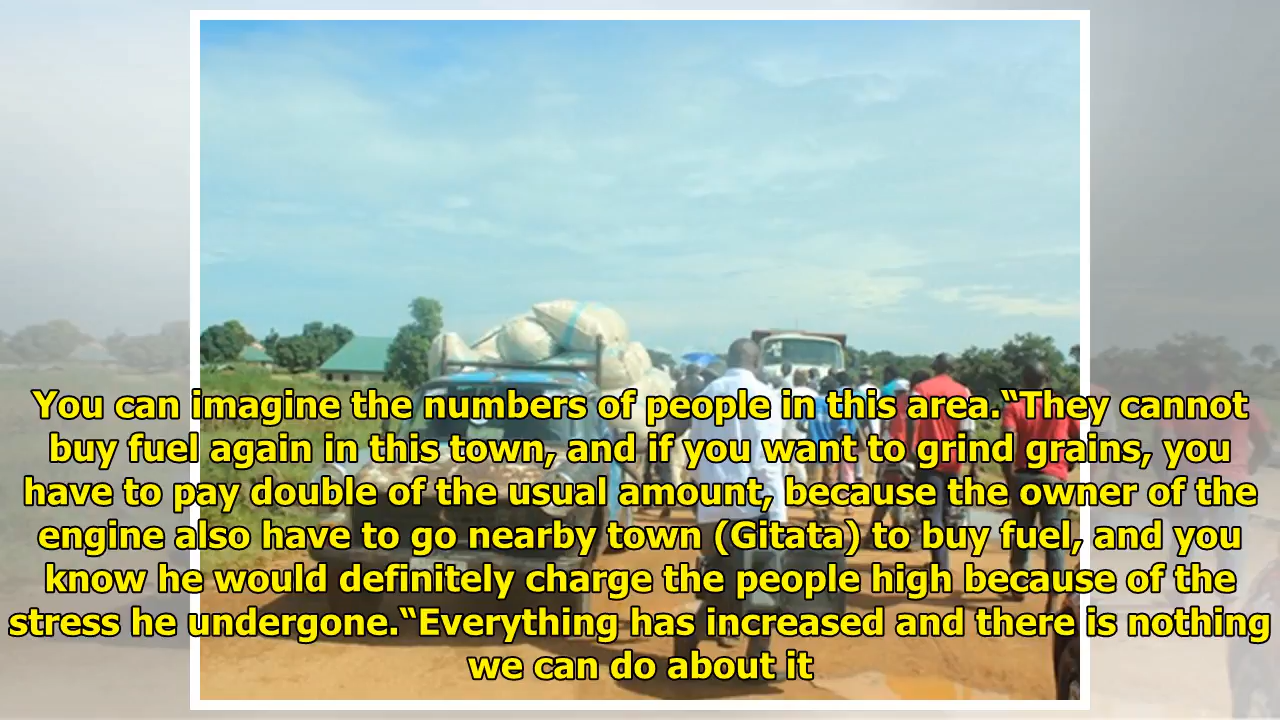 You can imagine the numbers of people in this area.“They cannot
buy fuel again in this town, and if you want to grind grains, you
have to pay double of the usual amount, because the owner of the
engine also have to go nearby town (Gitata) to buy fuel, and you
know he would definitely charge the people high because of the
stress he undergone.“Everything has increased and there is nothing
we can do about it